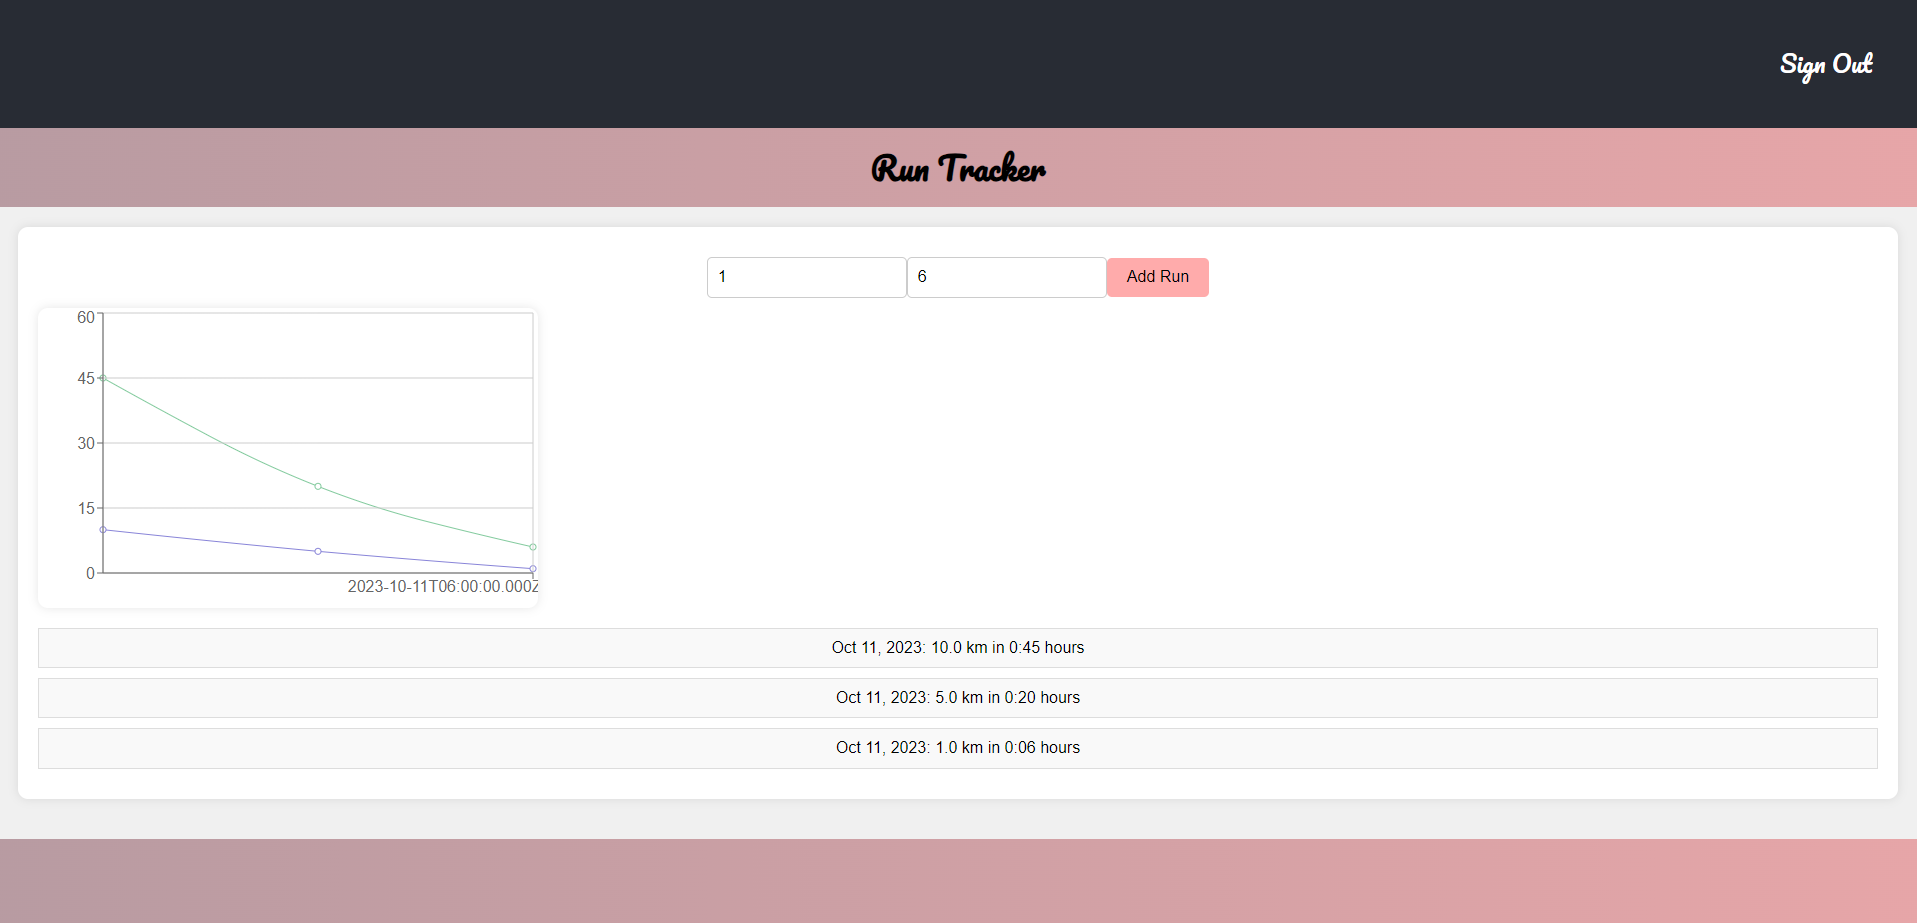 Sign Out
Run Tracker
1 6 Add Run
60
45
30
15
0
2023-10-11T06:00:00.000Z
Oct 11, 2023: 10.0 km in 0:45 hours
Oct 11, 2023: 5.0 km in 0:20 hours
Oct 11, 2023: 1.0 km in 0:06 hours